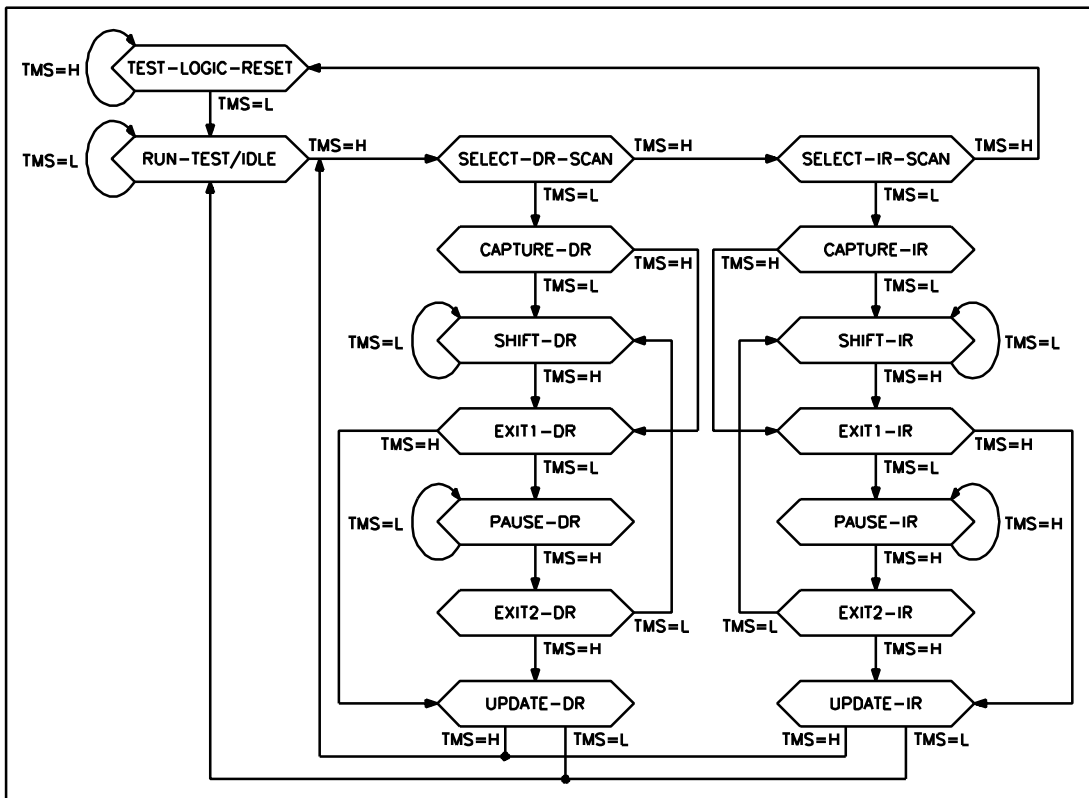 TEST-LOGIC-RESET
TMS=H
TMS=L
RUN-TEST/IDLE
TMS=L
TMS=H
SELECT-DR-SCAN
TMS=H
SELECT-IR-SCAN
TMS=H
TMS=L
TMS=L
CAPTURE-DR
TMS=H
TMS=H
CAPTURE-IR
TMS=L
TMS=L
TMS=L
SHIFT-DR
SHIFT-IR
TMS=L
TMS=H
TMS=H
TMS=H
EXIT1-DR
EXIT1-IR
TMS=H
TMS=L
TMS=L
TMS=L
PAUSE-DR
PAUSE-IR
TMS=H
TMS=H
TMS=H
EXIT2-DR
TMS=L
TMS=L
EXIT2-IR
TMS=H
TMS=H
UPDATE-DR
UPDATE-IR
TMS=H
TMS=L
TMS=H
TMS=L